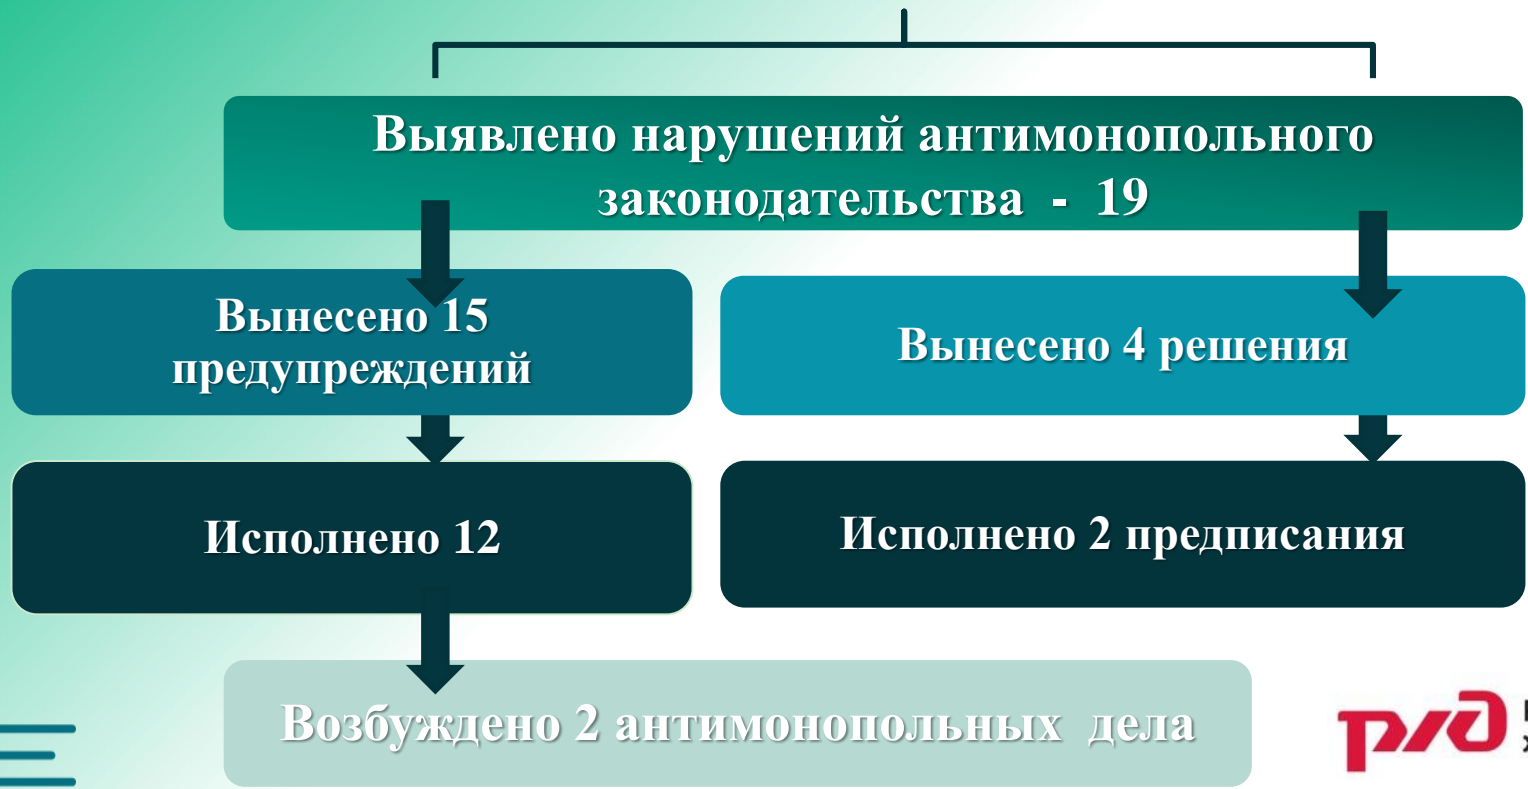 Выявлено нарушений антимонопольного
законодательства - 19
Вынесено 15
предупреждений
Вынесено 4 решения
Исполнено 12
Исполнено 2 предписания
Возбуждено 2 антимонопольных дела
ржд